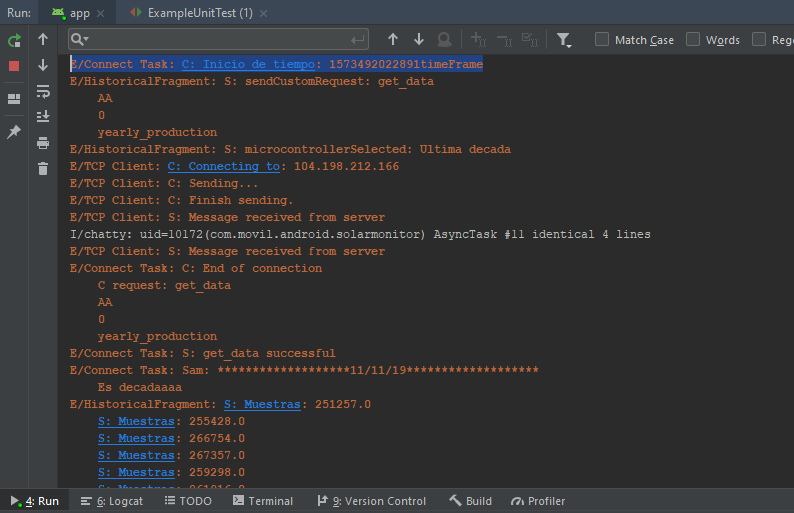 Run: app × ExampleUnitTest (1) ×
Match Case Words Rege
E/Connect Task: C: Inicio de tiempo: 1573492022891timeFrame
E/HistoricalFragment: S: sendCustomRequest: get_data
AA
0
yearly_production
E/HistoricalFragment: S: microcontrollerSelected: Ultima decada
E/TCP Client: C: Connecting to: 104.198.212.166
E/TCP Client: C: Sending...
E/TCP Client: C: Finish sending.
E/TCP Client: S: Message received from server
I/chatty: uid=10172(com.movil.android.solarmonitor) AsyncTask #11 identical 4 lines
E/TCP Client: S: Message received from server
E/Connect Task: C: End of connection
C request: get_data
AA
0
yearly_production
E/Connect Task: S: get_data successful
E/Connect Task: Sam: ********************11/11/19********************
Es decadaaaa
E/HistoricalFragment: S: Muestras: 251257.0
S: Muestras: 255428.0
S: Muestras: 266754.0
S: Muestras: 267357.0
S: Muestras: 259298.0
S: Muestras:
4: Run 6: Logcat TODO Terminal 9: Version Control Build Profiler